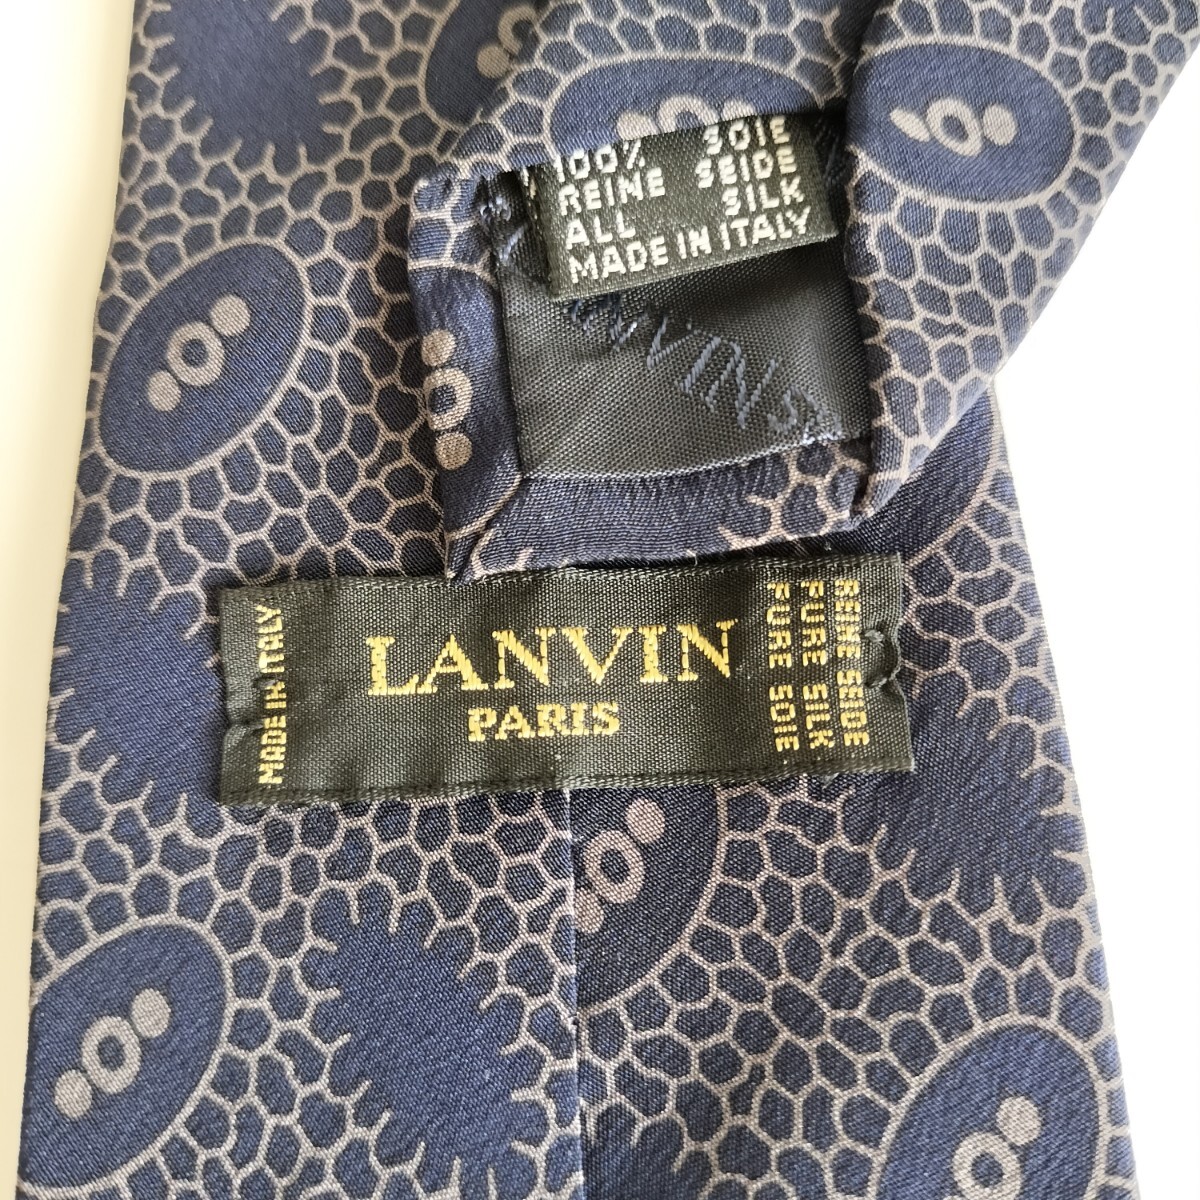 100% SOIE
REINE SEIDE
ALL SILK
MADE IN ITALY
LANVIN
MADE IN ITALY
LANVIN
PARIS
REINE SEIDE
PURE SILK
PURE SOIE